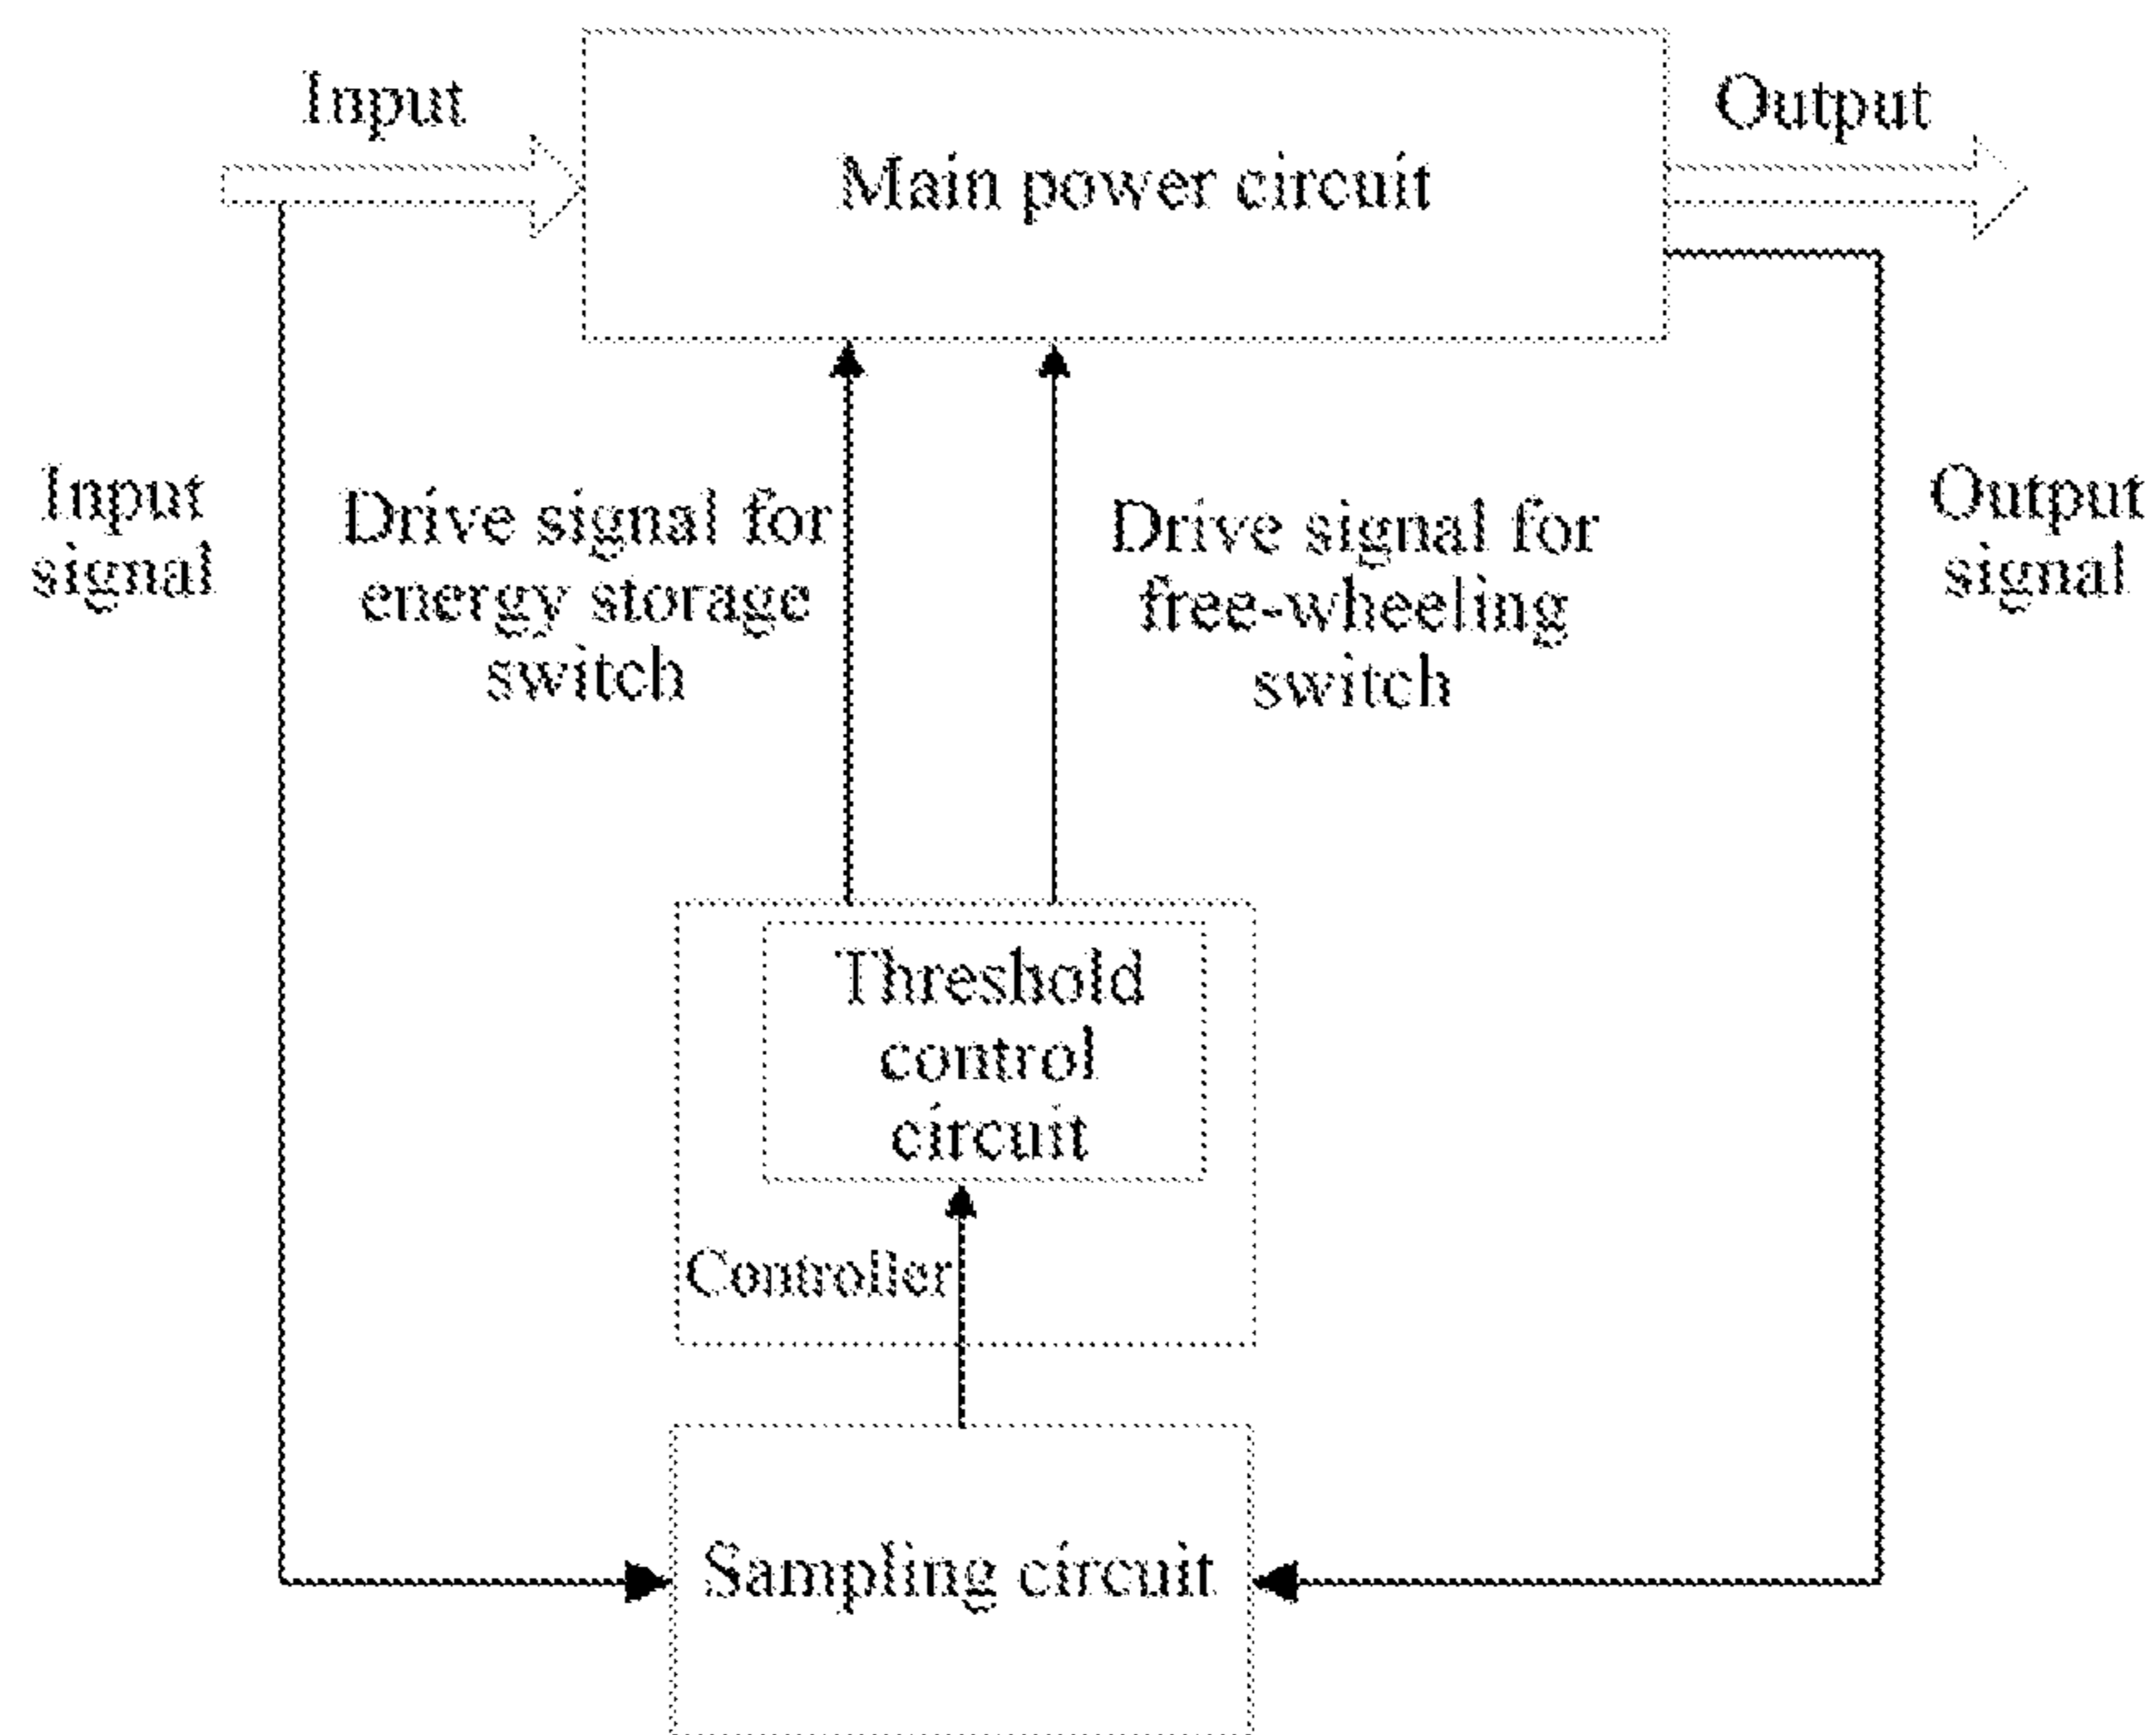 Input
Output
Main power circuit
Input
signal
Drive signal for
energy storage
switch
Drive signal for
free-wheeling
switch
Output
signal
Threshold
control
circuit
Controller
Sampling circuit